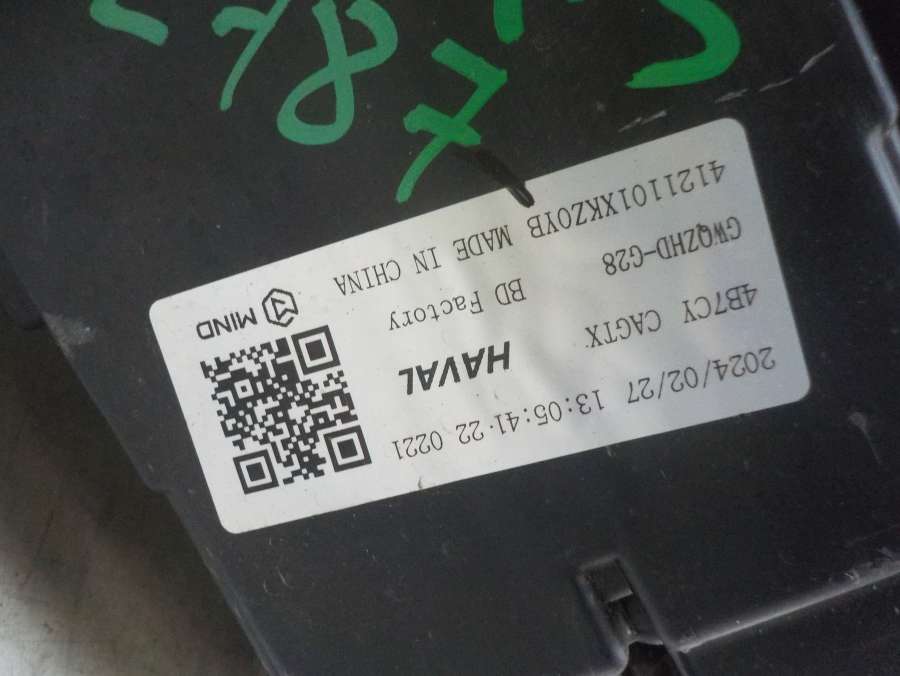 2024/02/27 13:05:41.22 0221
4B7CY CAGTX HAVAL
GWQZHD-G28 BD Factory
4121101XKZ0YB MADE IN CHINA
MIND